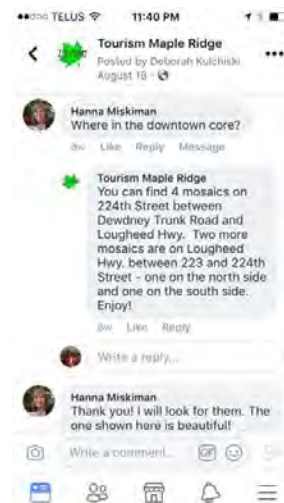 TELUS 11:40 PM
Tourism Maple Ridge
Posted by Deborah Kulchiski
August 18
Hanna Miskiman
Where in the downtown core?
8w Like Reply Message
Tourism Maple Ridge
You can find 4 mosaics on
224th Street between
Dewdney Trunk Road and
Lougheed Hwy. Two more
mosaics are on Lougheed
Hwy. between 223 and 224th
Street - one on the north side
and one on the south side.
Enjoy!
8w Like Reply
Write a reply...
Hanna Miskiman
Thank you! I will look for them. The
one shown here is beautiful!
Write a comment... GIF